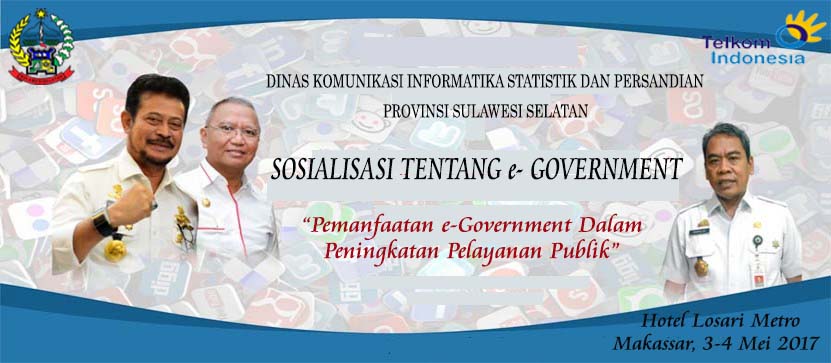 Telkom
Indonesia
DINAS KOMUNIKASI INFORMATIKA STATISTIK DAN PERSANDIAN
PROVINSI SULAWESI SELATAN
SOSIALISASI TENTANG e- GOVERNMENT
“Pemanfaatan e-Government Dalam
Peningkatan Pelayanan Publik”
Hotel Losari Metro
Makassar, 3-4 Mei 2017
digg